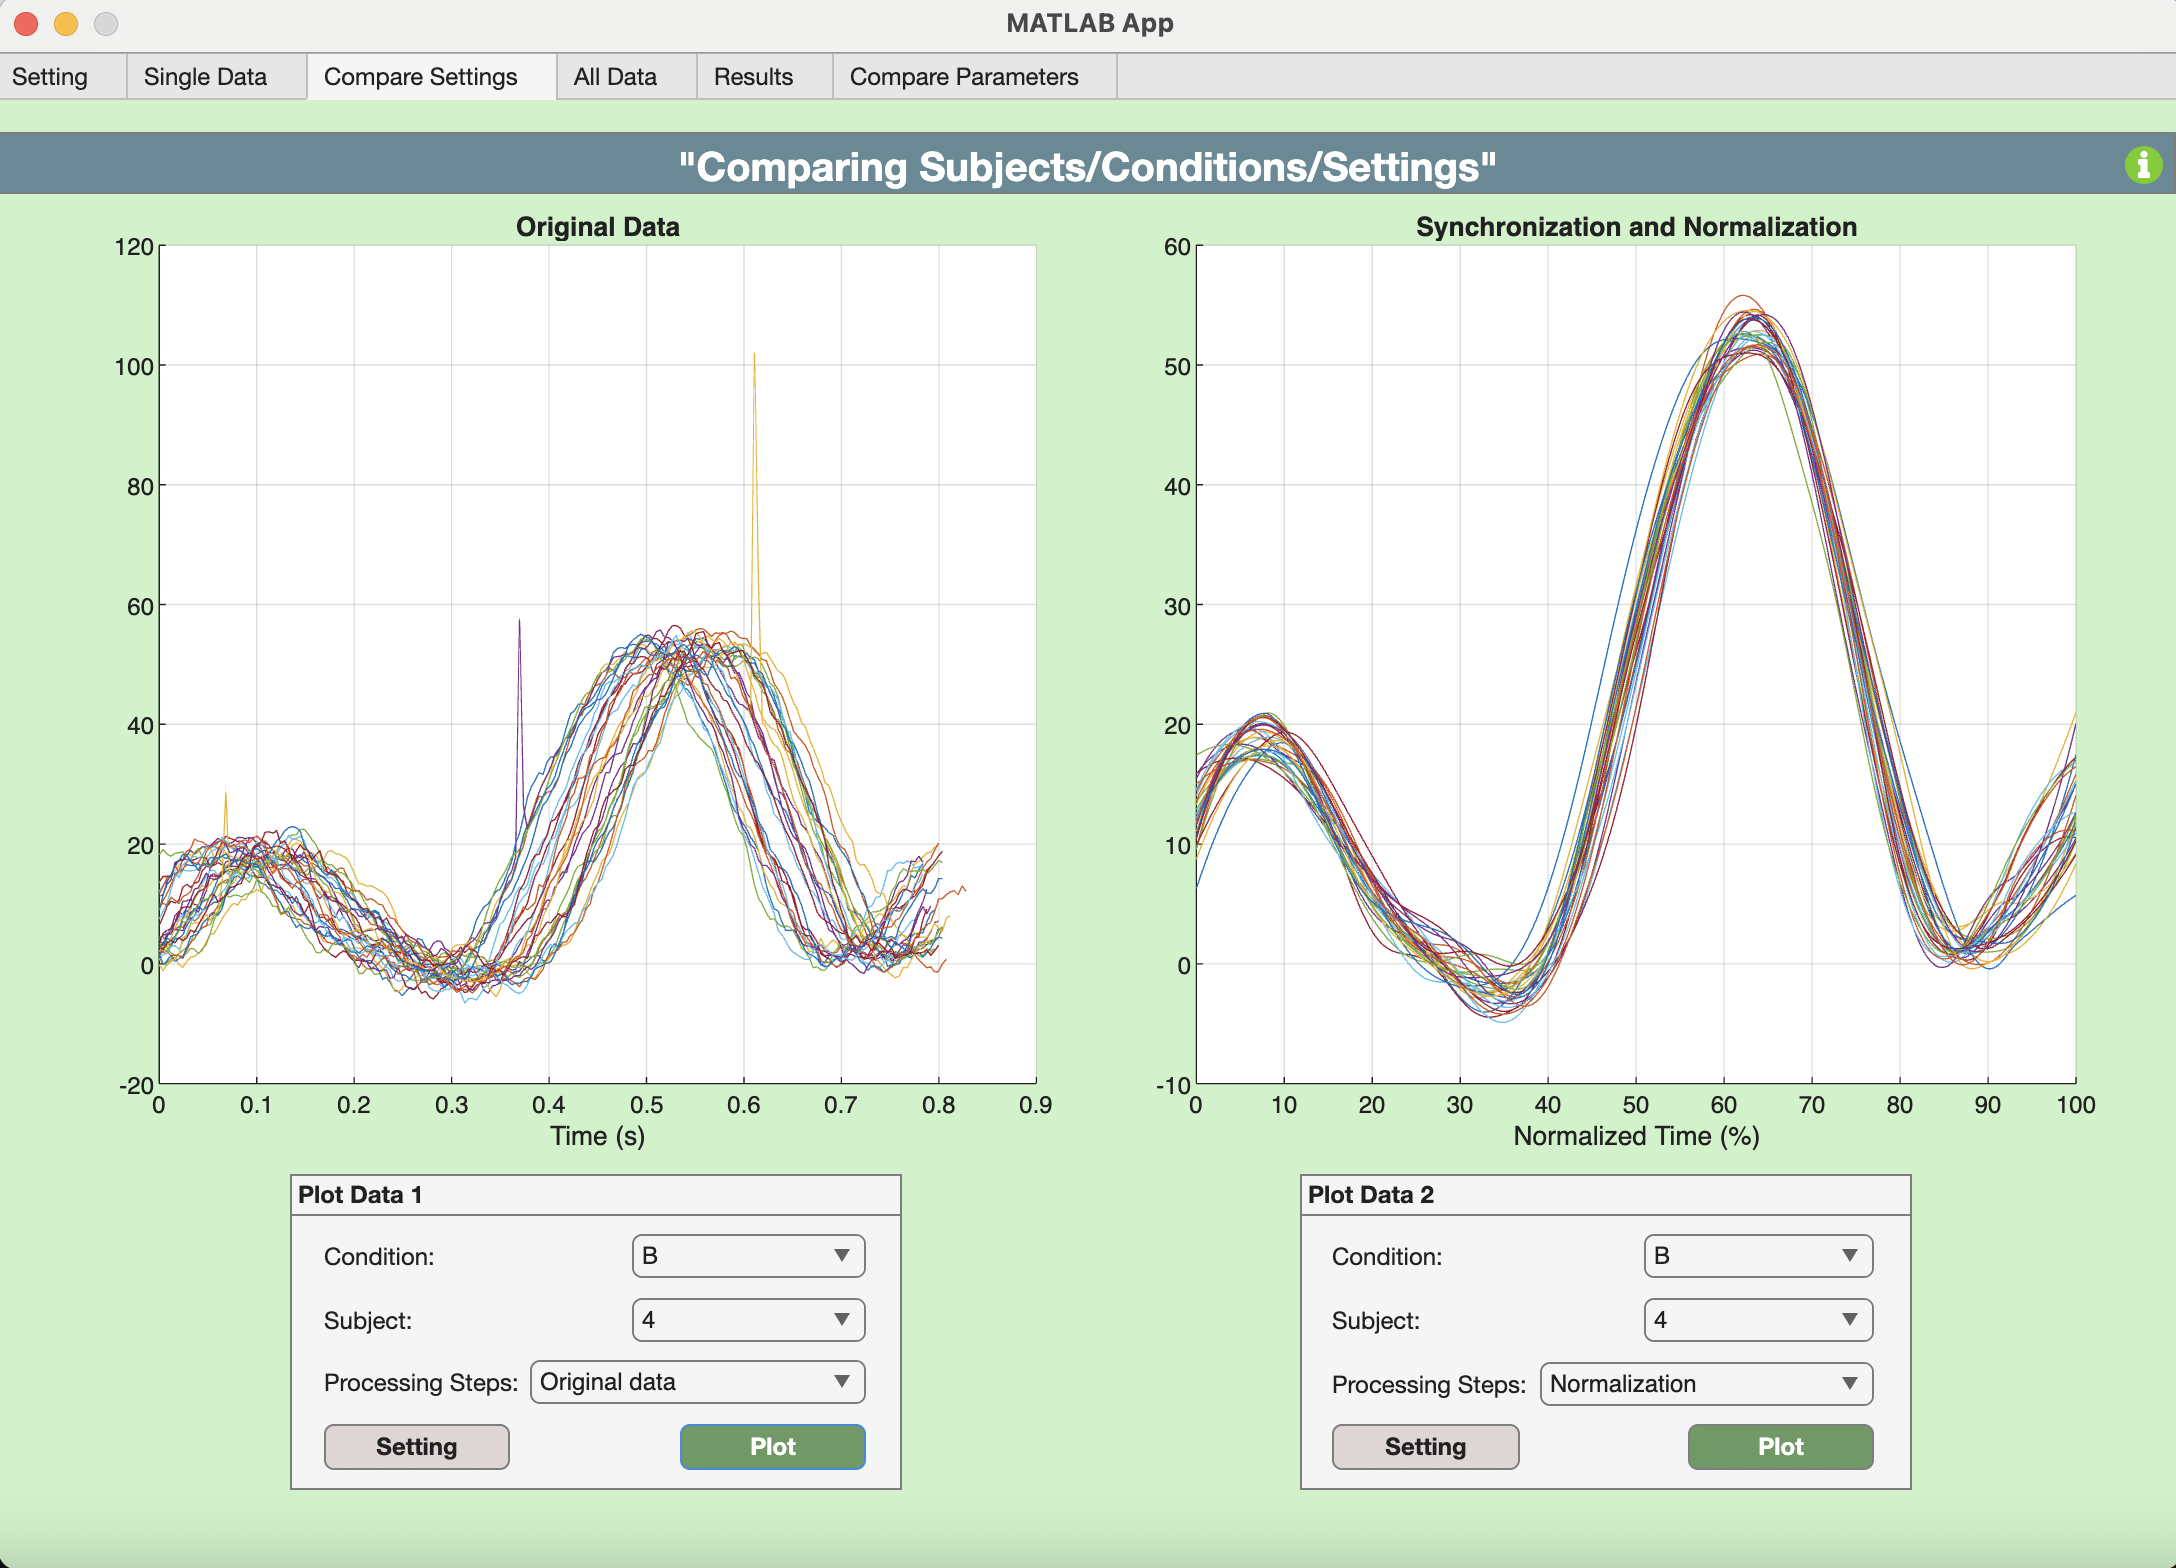 MATLAB App
Setting Single Data Compare Settings All Data Results Compare Parameters
"Comparing Subjects/Conditions/Settings"
Original Data
120
100
80
60
40
20
0
-20
0 0.1 0.2 0.3 0.4 0.5 0.6 0.7 0.8 0.9
Time (s)
Synchronization and Normalization
60
50
40
30
20
10
0
-10
0 10 20 30 40 50 60 70 80 90 100
Normalized Time (%)
Plot Data 1
Condition: B
Subject: 4
Processing Steps: Original data
Setting Plot
Plot Data 2
Condition: B
Subject: 4
Processing Steps: Normalization
Setting Plot